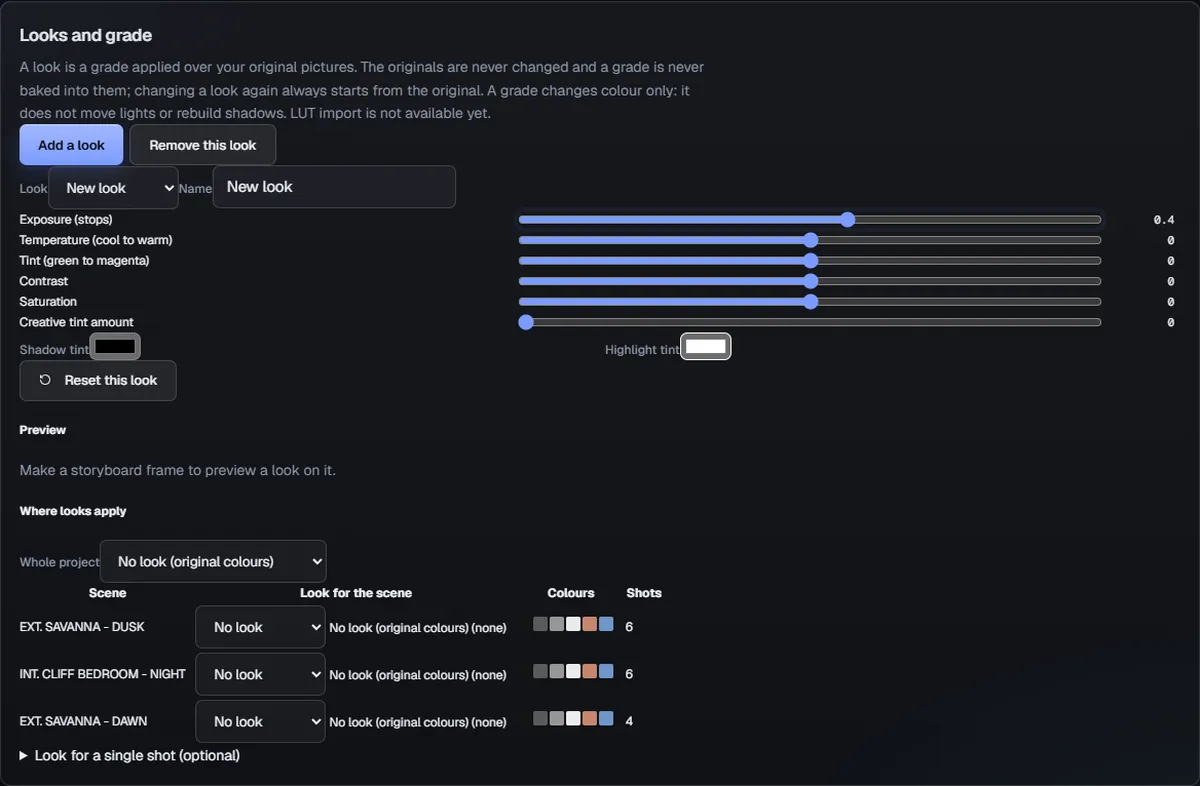 Looks and grade
A look is a grade applied over your original pictures. The originals are never changed and a grade is never
baked into them; changing a look again always starts from the original. A grade changes colour only: it
does not move lights or rebuild shadows. LUT import is not available yet.
Add a look Remove this look
Look New look Name New look
Exposure (stops) 0.4
Temperature (cool to warm) 0
Tint (green to magenta) 0
Contrast 0
Saturation 0
Creative tint amount 0
Shadow tint Highlight tint
Reset this look
Preview
Make a storyboard frame to preview a look on it.
Where looks apply
Whole project No look (original colours)
Scene Look for the scene Colours Shots
EXT. SAVANNA - DUSK No look No look (original colours) (none) 6
INT. CLIFF BEDROOM - NIGHT No look No look (original colours) (none) 6
EXT. SAVANNA - DAWN No look No look (original colours) (none) 4
Look for a single shot (optional)